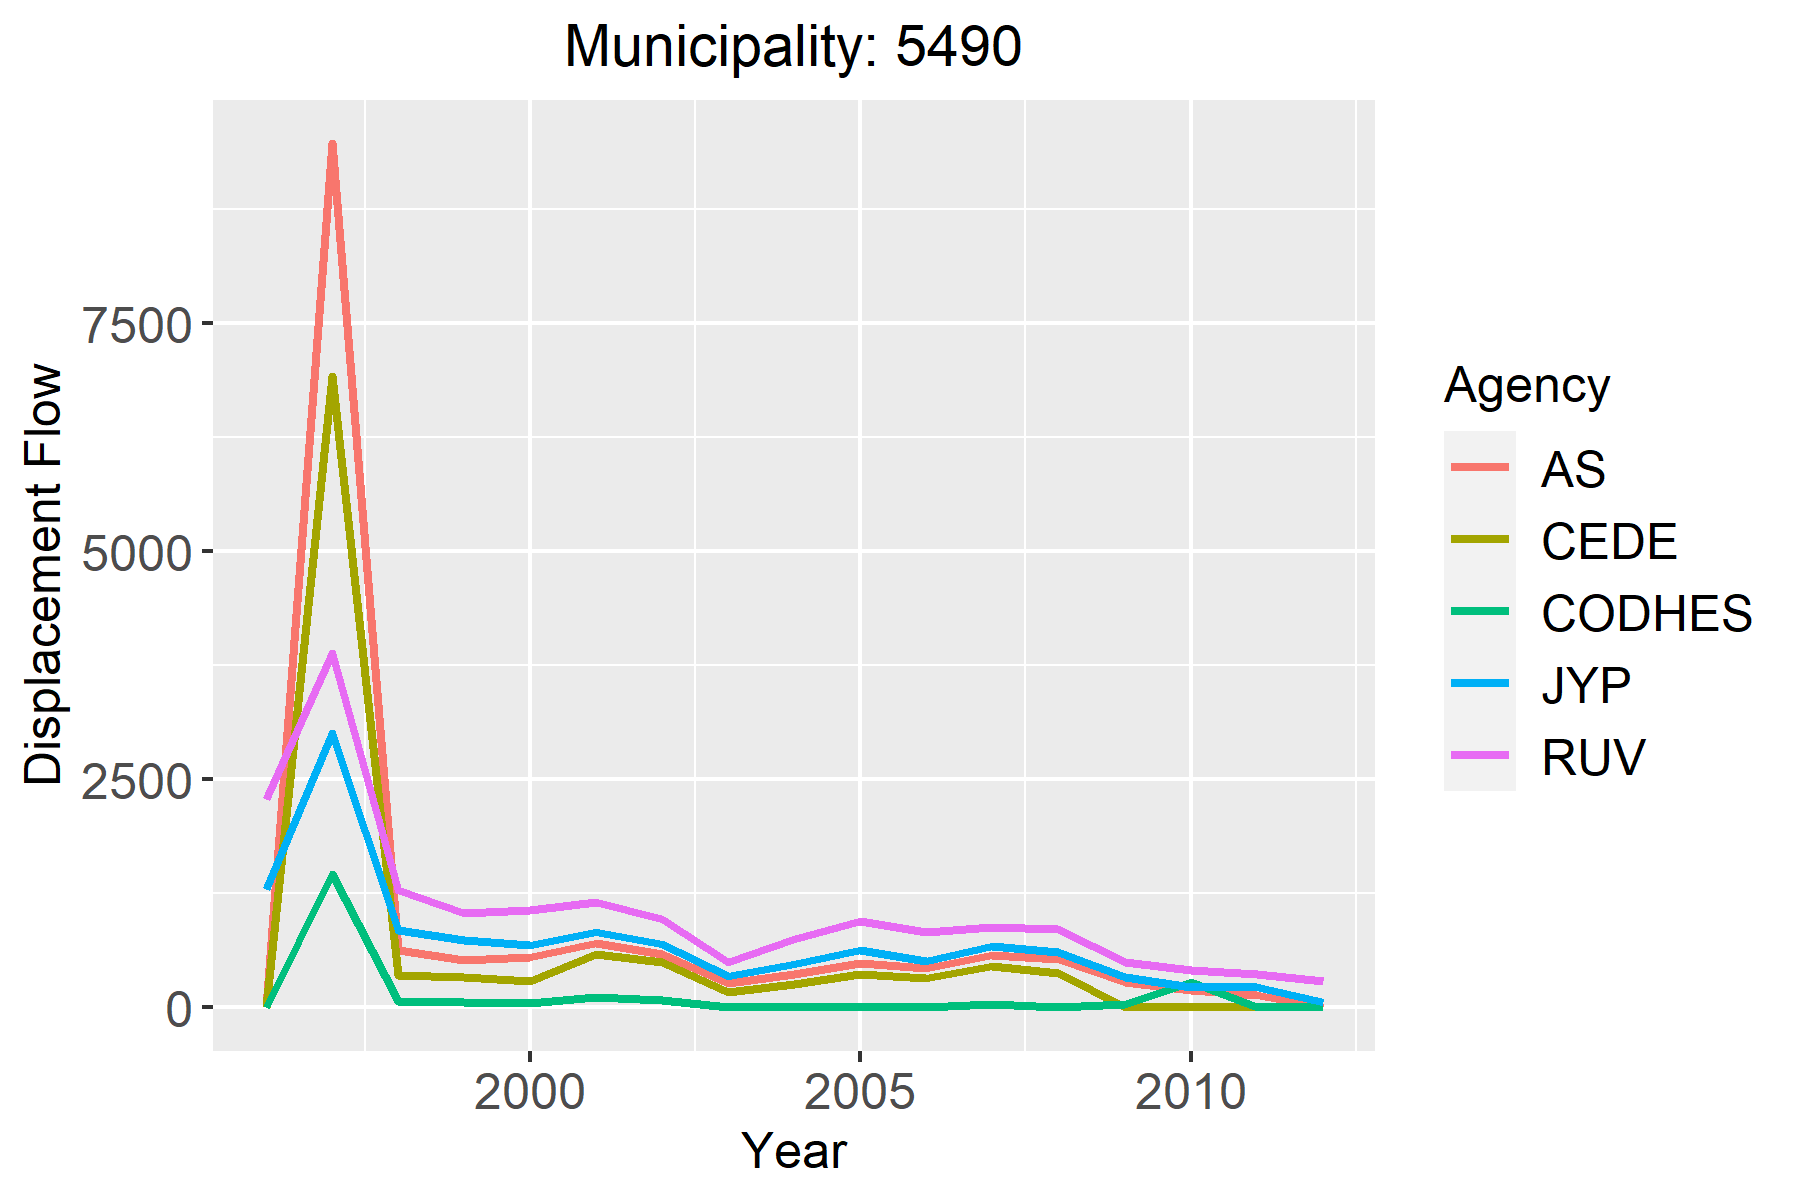 Municipality: 5490
Displacement Flow
7500
5000
2500
0
2000 2005 2010
Year
Agency
AS
CEDE
CODHES
JYP
RUV